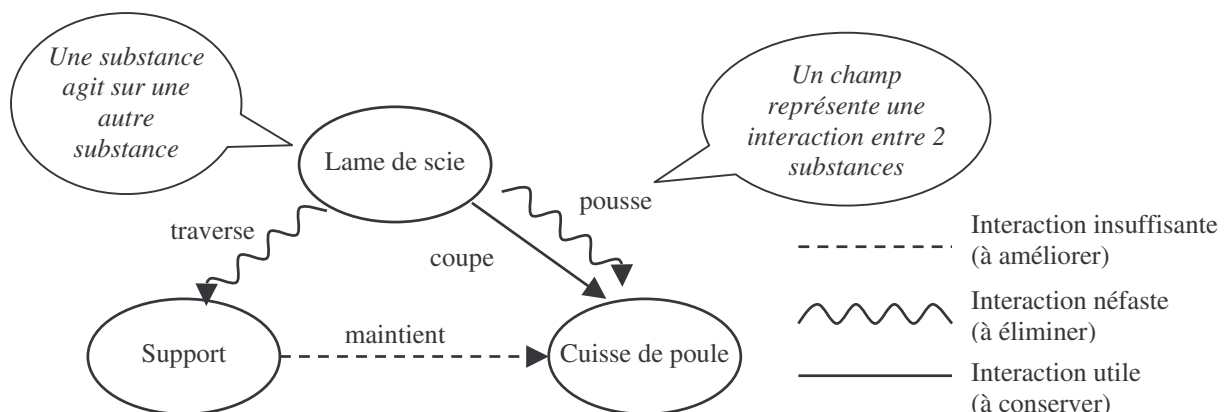 Une substance
agit sur une
autre
substance
Un champ
représente une
interaction entre 2
substances
Lame de scie
pousse
traverse
coupe
Interaction insuffisante
(à améliorer)
maintient
Support
Cuisse de poule
Interaction néfaste
(à éliminer)
Interaction utile
(à conserver)